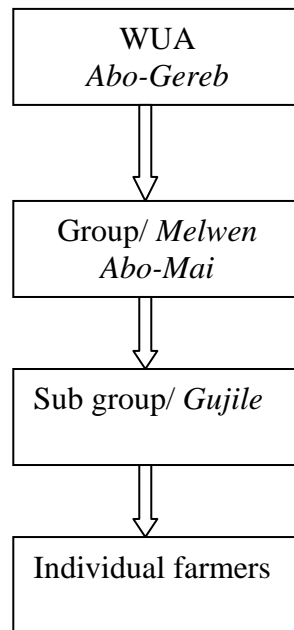 WUA
Abo-Gereb
Group/ Melwen
Abo-Mai
Sub group/ Gujile
Individual farmers